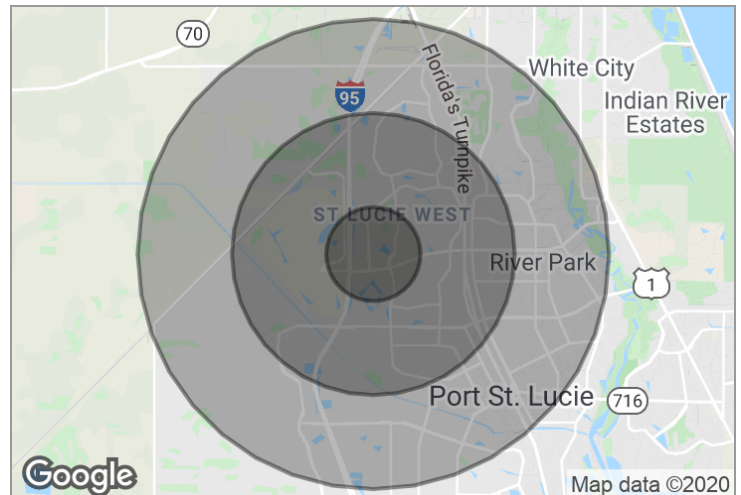 70
White City
95
Florida's Turnpike
Indian River
Estates
ST LUCIE WEST
River Park
1
Port St. Lucie
716
Google
Map data ©2020